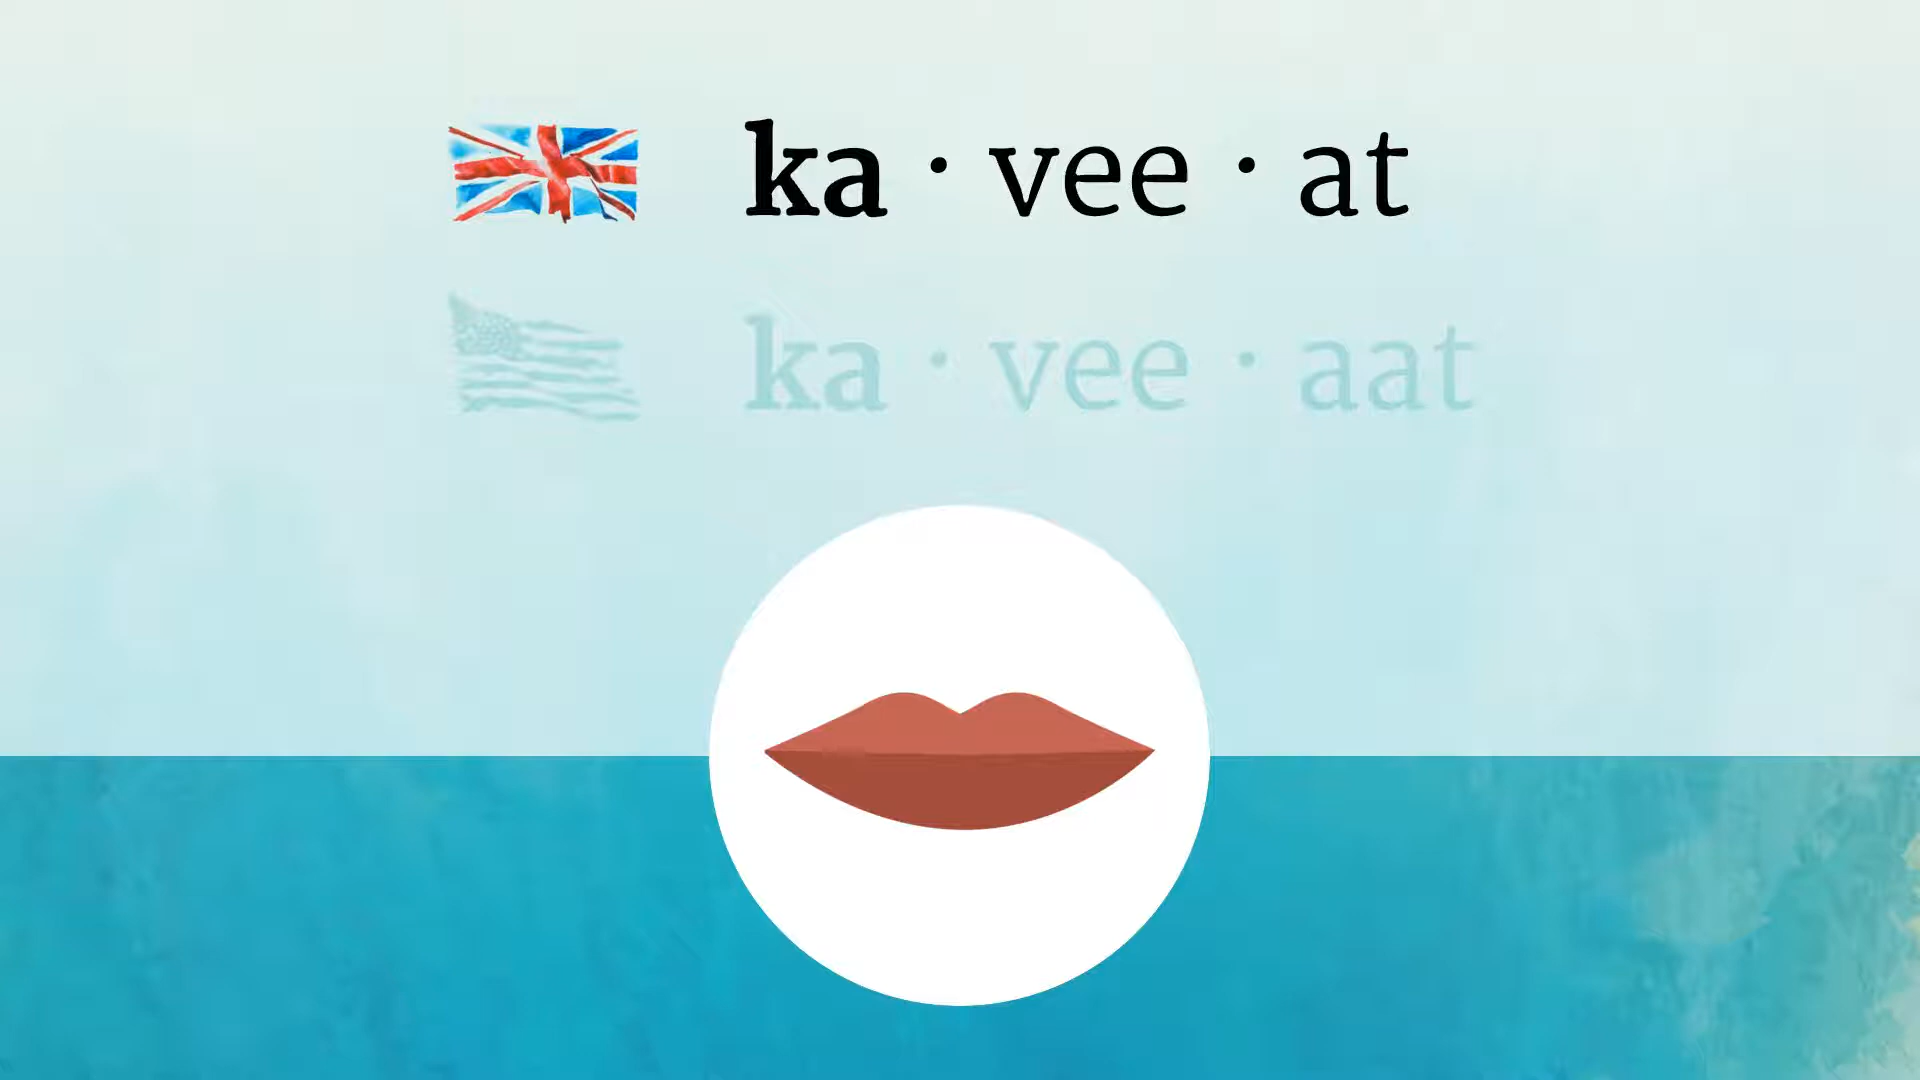 ka · vee · at
ka · vee · aat